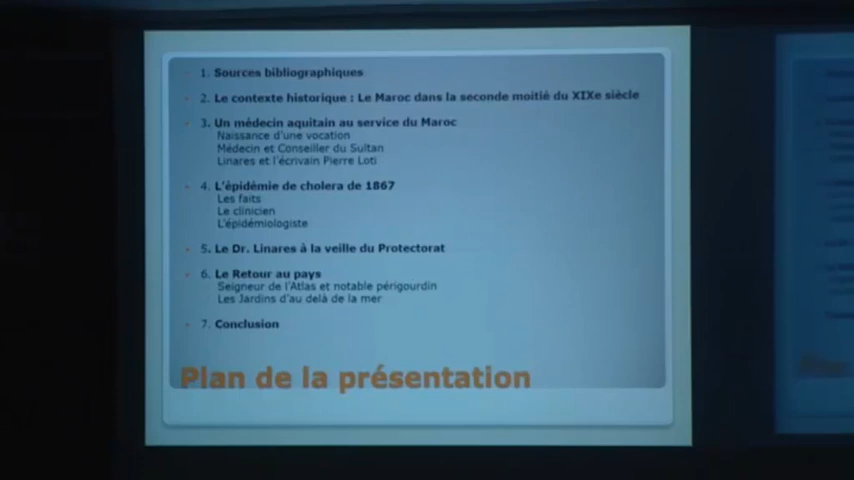 1. Sources bibliographiques
2. Le contexte historique : Le Maroc dans la seconde moitié du XIXe siècle
3. Un médecin aquitain au service du Maroc
Naissance d'une vocation
Médecin et Conseiller du Sultan
Linares et l'écrivain Pierre Loti
4. L'épidémie de cholera de 1867
Les faits
Le clinicien
L'épidémiologiste
5. Le Dr. Linares à la veille du Protectorat
6. Le Retour au pays
Seigneur de l'Atlas et notable périgourdin
Les Jardins d'au delà de la mer
7. Conclusion
Plan de la présentation